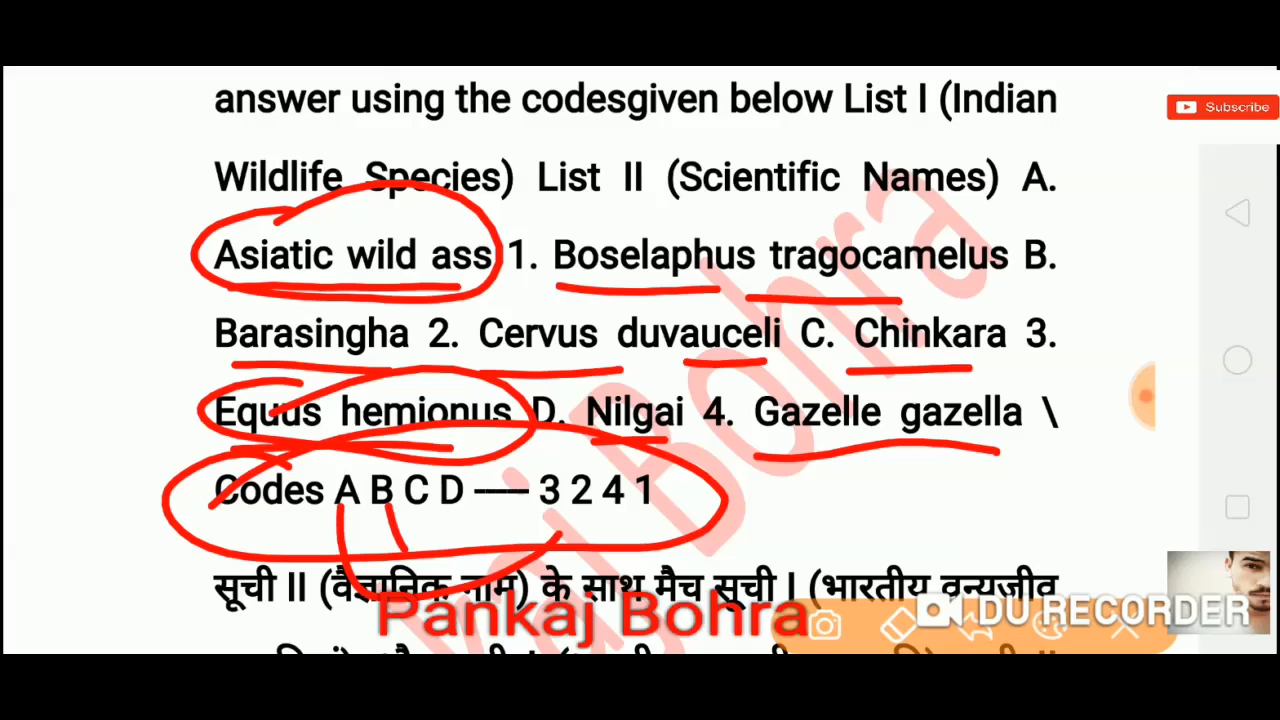 answer using the codesgiven below List I (Indian
Wildlife Species) List II (Scientific Names) A.
Asiatic wild ass 1. Boselaphus tragocamelus B.
Barasingha 2. Cervus duvauceli C. Chinkara 3.
Equus hemionus D. Nilgai 4. Gazelle gazella \
Codes A B C D ---- 3 2 4 1
सूची II (वैज्ञानिक नाम) के साथ मैच सूची I (भारतीय वन्यजीव
Pankaj Bohra
Subscribe
DU RECORDER